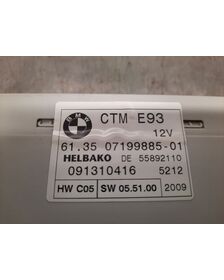 BMW
CTM E93
12V
61.35 07199885-01
HELBAKO DE 55892110
091310416 5212
HW C05 SW 05.51.00 2009